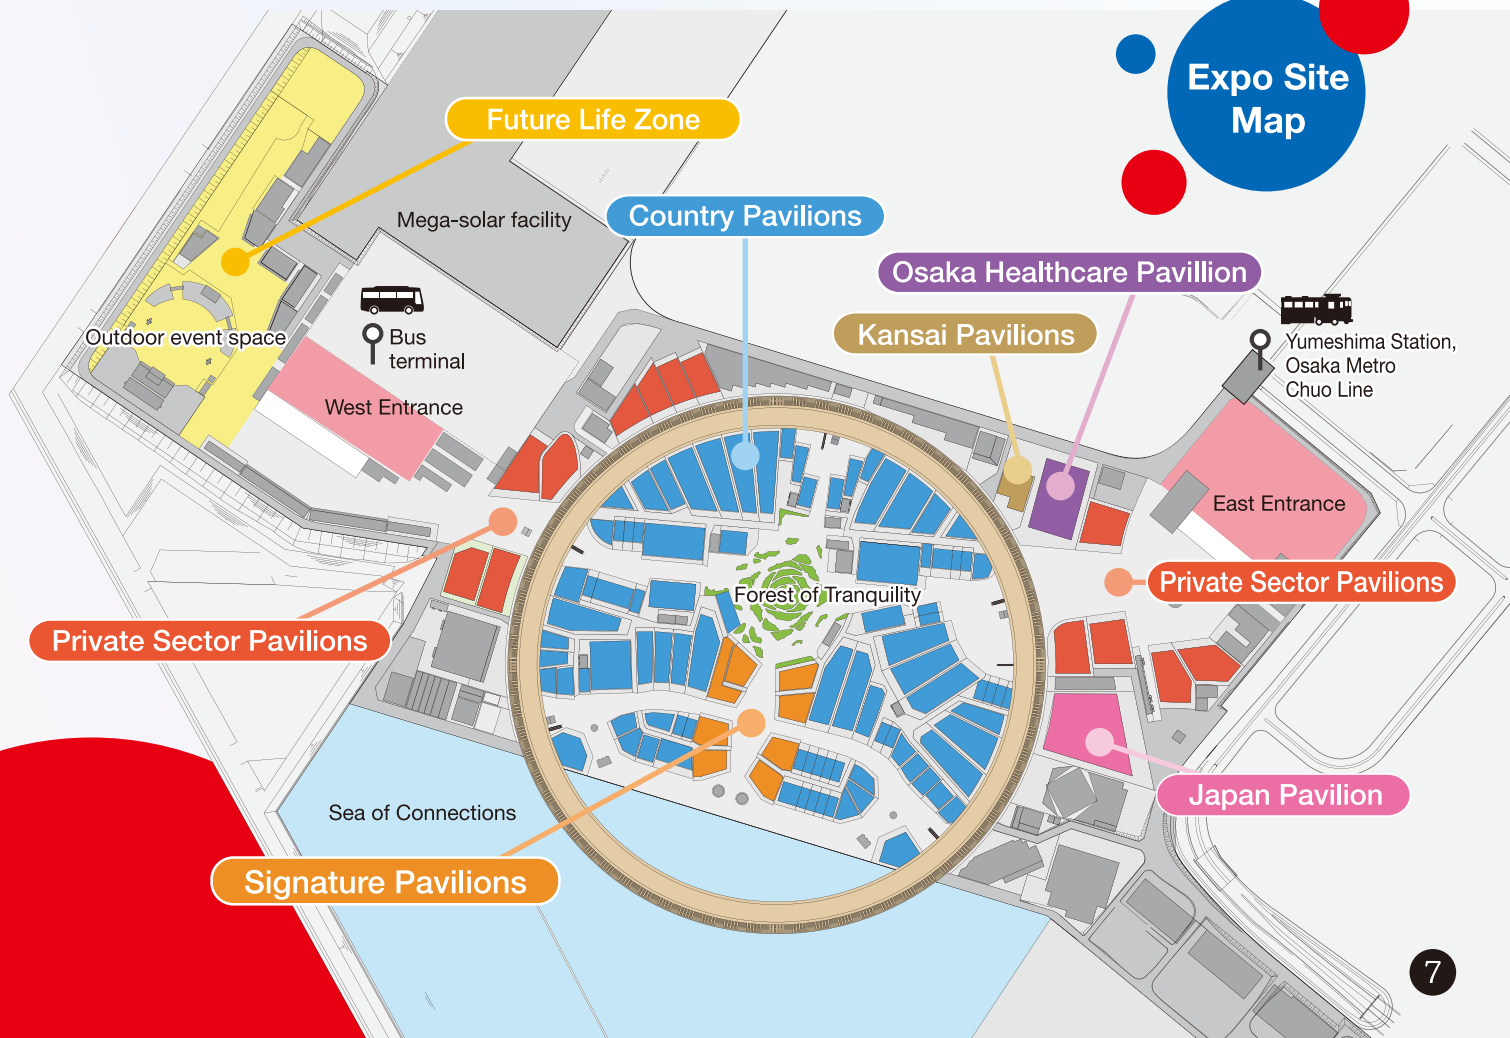 Expo Site
Map
Future Life Zone
Mega-solar facility
Country Pavilions
Osaka Healthcare Pavillion
Kansai Pavilions
Outdoor event space
Bus
terminal
Yumeshima Station,
Osaka Metro
Chuo Line
West Entrance
East Entrance
Forest of Tranquility
Private Sector Pavilions
Private Sector Pavilions
Sea of Connections
Japan Pavilion
Signature Pavilions
7